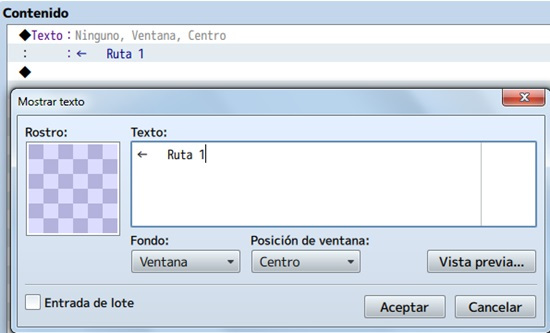 Contenido
◆Texto：Ninguno, Ventana, Centro
：　　：←　Ruta 1
◆
Mostrar texto
Rostro:
Texto:
←　Ruta 1
Fondo:
Posición de ventana:
Ventana
Centro
Vista previa...
Entrada de lote
Aceptar
Cancelar